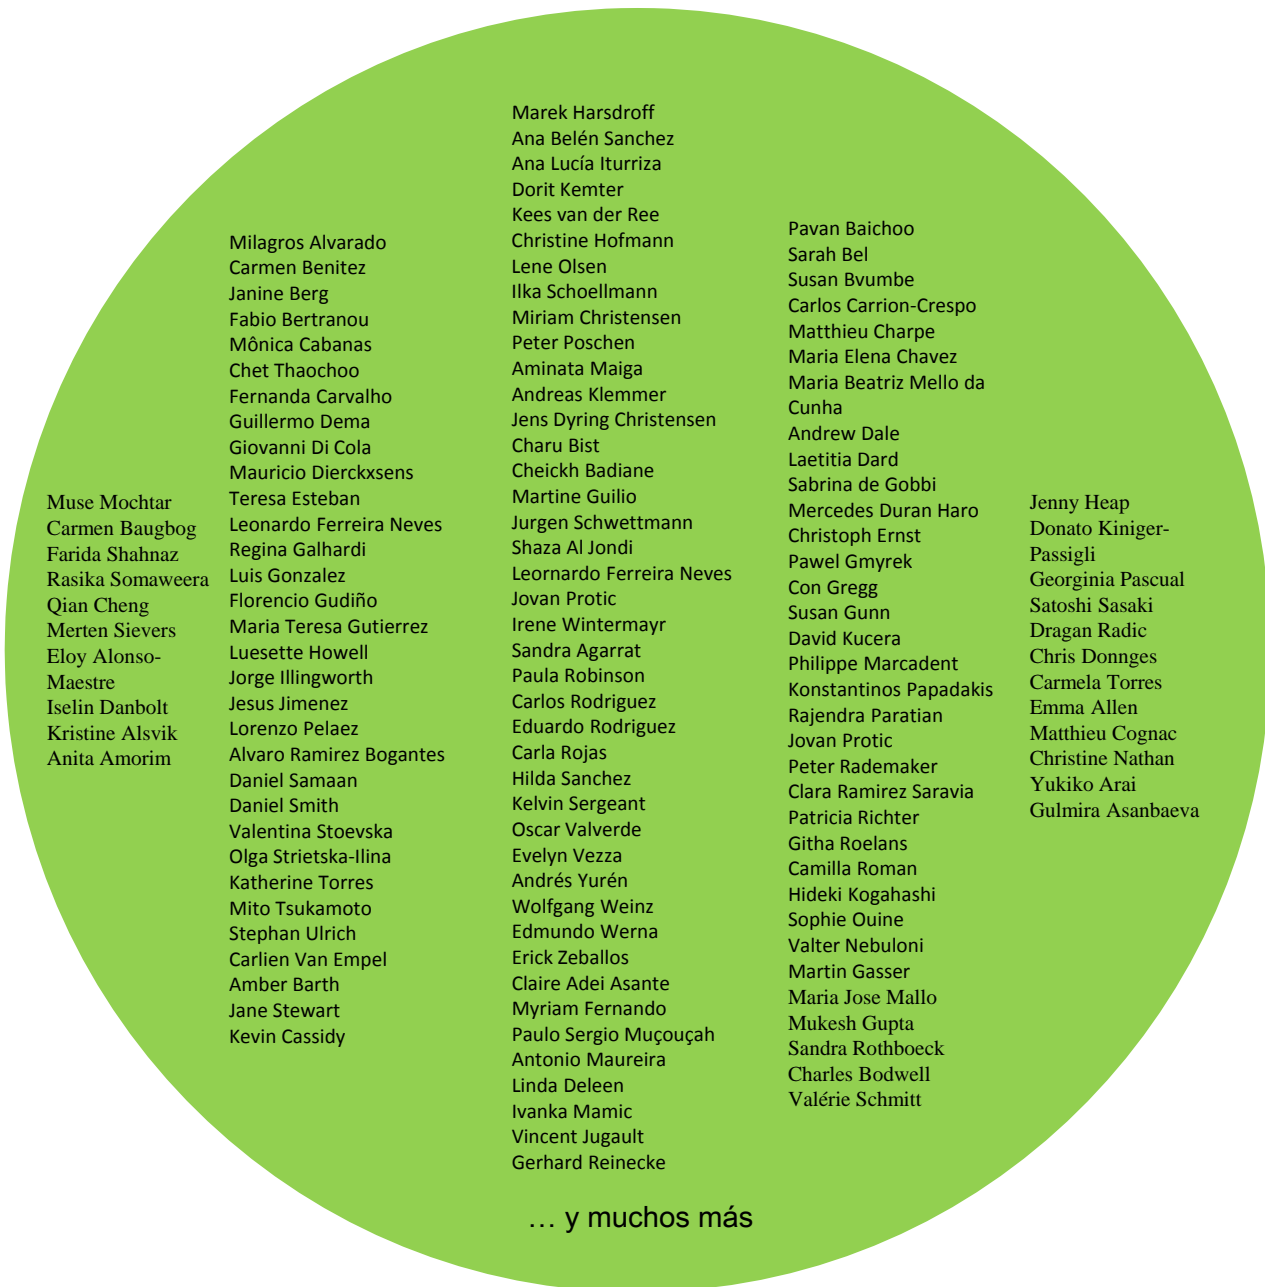 Muse Mochtar
Carmen Baugbog
Farida Shahnaz
Rasika Somaweera
Qian Cheng
Merten Sievers
Eloy Alonso-
Maestre
Iselin Danbolt
Kristine Alsvik
Anita Amorim
Milagros Alvarado
Carmen Benitez
Janine Berg
Fabio Bertranou
Mônica Cabanas
Chet Thaochoo
Fernanda Carvalho
Guillermo Dema
Giovanni Di Cola
Mauricio Dierckxsens
Teresa Esteban
Leonardo Ferreira Neves
Regina Galhardi
Luis Gonzalez
Florencio Gudiño
Maria Teresa Gutierrez
Luesette Howell
Jorge Illingworth
Jesus Jimenez
Lorenzo Pelaez
Alvaro Ramirez Bogantes
Daniel Samaan
Daniel Smith
Valentina Stoevska
Olga Strietska-Ilina
Katherine Torres
Mito Tsukamoto
Stephan Ulrich
Carlien Van Empel
Amber Barth
Jane Stewart
Kevin Cassidy
Marek Harsdroff
Ana Belén Sanchez
Ana Lucía Iturriza
Dorit Kemter
Kees van der Ree
Christine Hofmann
Lene Olsen
Ilka Schoellmann
Miriam Christensen
Peter Poschen
Aminata Maiga
Andreas Klemmer
Jens Dyring Christensen
Charu Bist
Cheickh Badiane
Martine Guilio
Jurgen Schwettmann
Shaza Al Jondi
Leornardo Ferreira Neves
Jovan Protic
Irene Wintermayr
Sandra Agarrat
Paula Robinson
Carlos Rodriguez
Eduardo Rodriguez
Carla Rojas
Hilda Sanchez
Kelvin Sergeant
Oscar Valverde
Evelyn Vezza
Andrés Yurén
Wolfgang Weinz
Edmundo Werna
Erick Zeballos
Claire Adei Asante
Myriam Fernando
Paulo Sergio Muçouçah
Antonio Maureira
Linda Deleen
Ivanka Mamic
Vincent Jugault
Gerhard Reinecke
Pavan Baichoo
Sarah Bel
Susan Bvumbe
Carlos Carrion-Crespo
Matthieu Charpe
Maria Elena Chavez
Maria Beatriz Mello da
Cunha
Andrew Dale
Laetitia Dard
Sabrina de Gobbi
Mercedes Duran Haro
Christoph Ernst
Pawel Gmyrek
Con Gregg
Susan Gunn
David Kucera
Philippe Marcadent
Konstantinos Papadakis
Rajendra Paratian
Jovan Protic
Peter Rademaker
Clara Ramirez Saravia
Patricia Richter
Githa Roelans
Camilla Roman
Hideki Kogahashi
Sophie Ouine
Valter Nebuloni
Martin Gasser
Maria Jose Mallo
Mukesh Gupta
Sandra Rothboeck
Charles Bodwell
Valérie Schmitt
Jenny Heap
Donato Kiniger-
Passigli
Georginia Pascual
Satoshi Sasaki
Dragan Radic
Chris Donnges
Carmela Torres
Emma Allen
Matthieu Cognac
Christine Nathan
Yukiko Arai
Gulmira Asanbaeva
… y muchos más